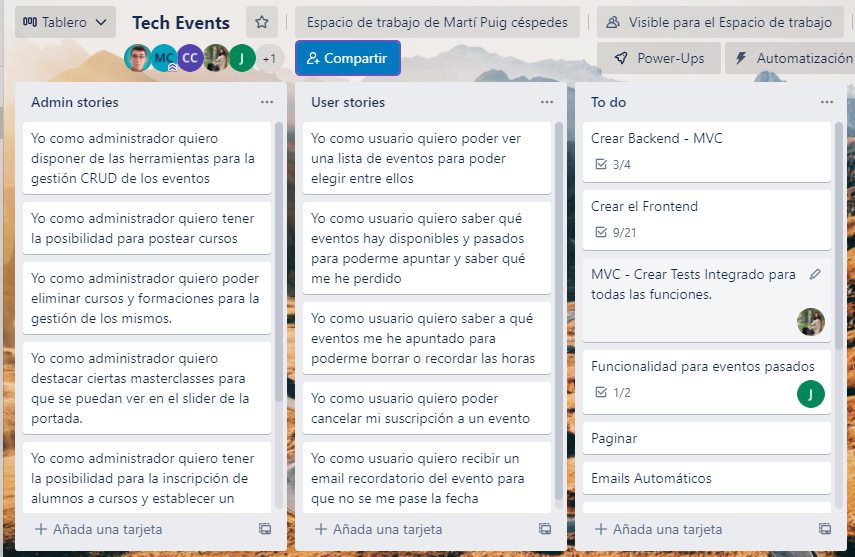 Tablero
Tech Events
Espacio de trabajo de Martí Puig céspedes
Visible para el Espacio de trabajo
MC
CC
J
+1
Compartir
Power-Ups
Automatización
Admin stories
Yo como administrador quiero
disponer de las herramientas para la
gestión CRUD de los eventos
Yo como administrador quiero tener
la posibilidad para postear cursos
Yo como administrador quiero poder
eliminar cursos y formaciones para la
gestión de los mismos.
Yo como administrador quiero
destacar ciertas masterclasses para
que se puedan ver en el slider de la
portada.
Yo como administrador quiero tener
la posibilidad para la inscripción de
alumnos a cursos y establecer un
Añada una tarjeta
User stories
Yo como usuario quiero poder ver
una lista de eventos para poder
elegir entre ellos
Yo como usuario quiero saber qué
eventos hay disponibles y pasados
para poderme apuntar y saber qué
me he perdido
Yo como usuario quiero saber a qué
eventos me he apuntado para
poderme borrar o recordar las horas
Yo como usuario quiero poder
cancelar mi suscripción a un evento
Yo como usuario quiero recibir un
email recordatorio del evento para
que no se me pase la fecha
Añada una tarjeta
To do
Crear Backend - MVC
3/4
Crear el Frontend
9/21
MVC - Crear Tests Integrado para
todas las funciones.
Funcionalidad para eventos pasados
1/2
J
Paginar
Emails Automáticos
Añada una tarjeta